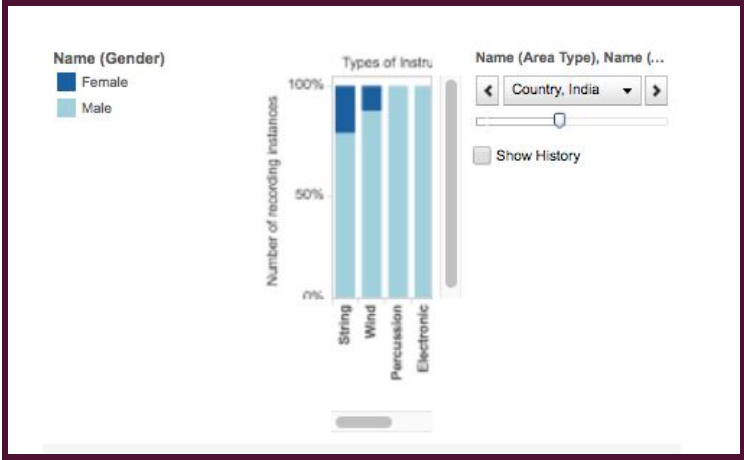 Name (Gender)
Female
Male
Types of Instru
100%
50%
0%
Number of recording instances
String
Wind
Percussion
Electronic
Name (Area Type), Name (...
Country, India
Show History